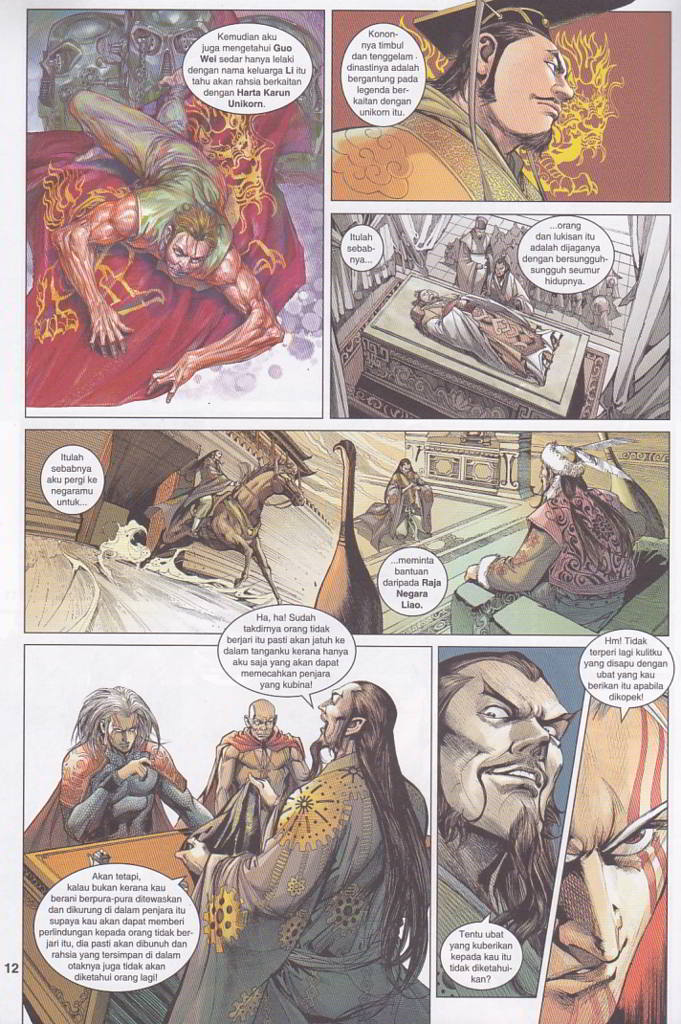 Kemudian aku
juga mengetahui Guo
Wei sedar hanya lelaki
dengan nama keluarga Li itu
tahu akan rahsia berkaitan
dengan Harta Karun
Unikorn.
Konon-
nya timbul
dan tenggelam
dinastinya adalah
bergantung pada
legenda ber-
kaitan dengan
unikorn itu.
Itulah
sebab-
nya...
...orang
dan lukisan itu
adalah dijaganya
dengan bersungguh-
sungguh seumur
hidupnya.
Itulah
sebabnya
aku pergi ke
negaramu
untuk...
...meminta
bantuan
daripada Raja
Negara
Liao.
Ha, ha! Sudah
takdirnya orang tidak
berjari itu pasti akan jatuh ke
dalam tanganku kerana hanya
aku saja yang akan dapat
memecahkan penjara
yang kubina!
Akan tetapi,
kalau bukan kerana kau
berani berpura-pura ditewaskan
dan dikurung di dalam penjara itu
supaya kau akan dapat memberi
perlindungan kepada orang tidak ber-
jari itu, dia pasti akan dibunuh dan
rahsia yang tersimpan di dalam
otaknya juga tidak akan
diketahui orang lagi!
Hm! Tidak
terperi lagi kulitku
yang disapu dengan
ubat yang kau
berikan itu apabila
dikopek!
Tentu ubat
yang kuberikan
kepada kau itu
tidak diketahui-
kan?
12